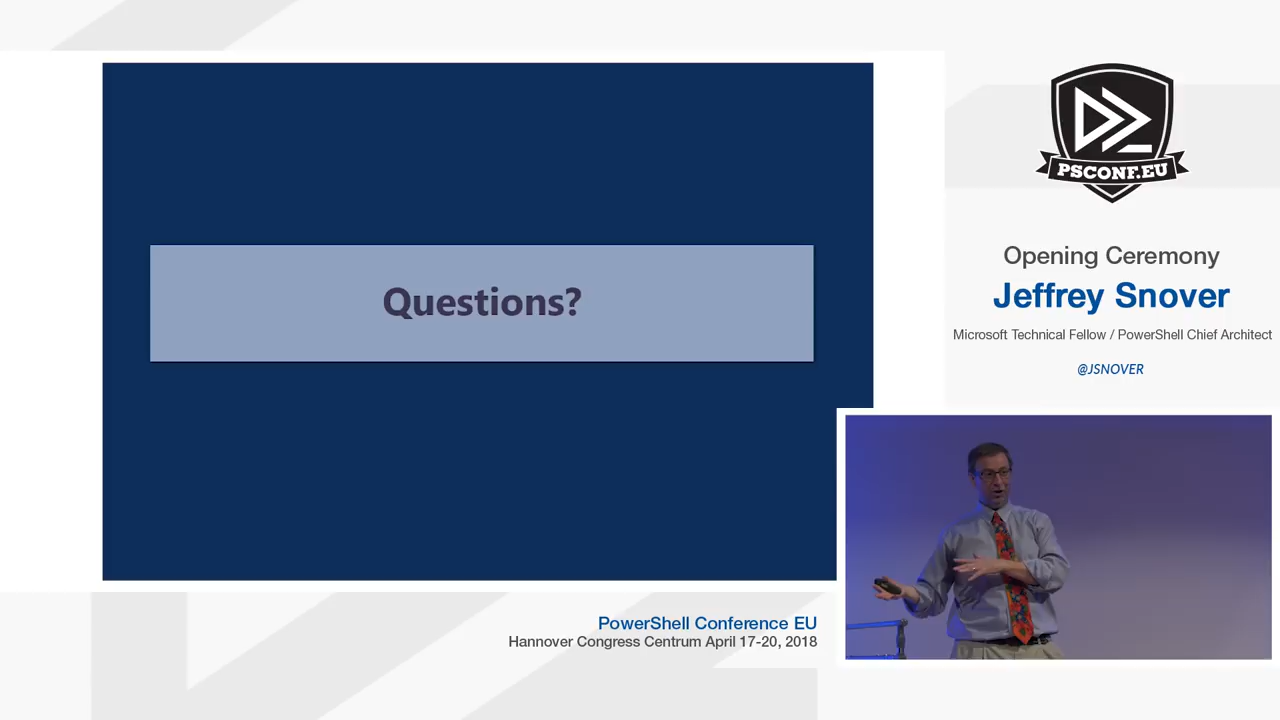 Questions?
PSCONF.EU
Opening Ceremony
Jeffrey Snover
Microsoft Technical Fellow / PowerShell Chief Architect
@JSNOVER
PowerShell Conference EU
Hannover Congress Centrum April 17-20, 2018